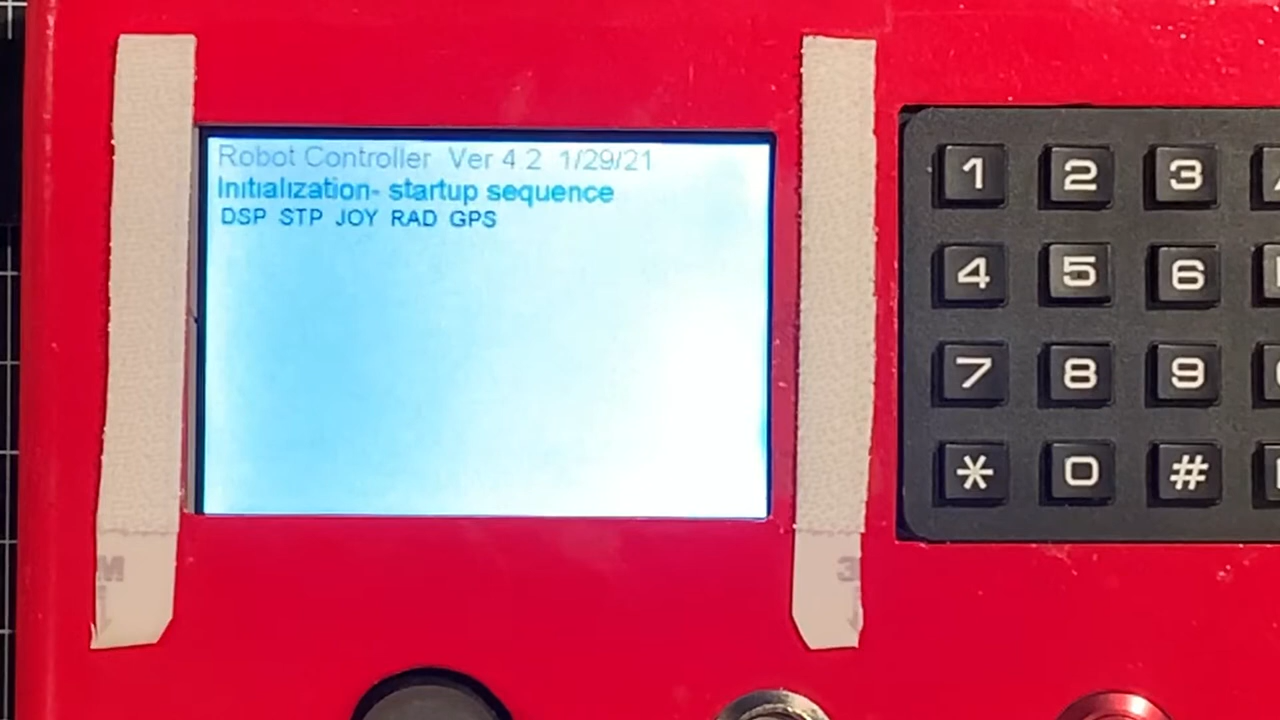 Robot Controller Ver 4.2 1/29/21
Initialization- startup sequence
DSP STP JOY RAD GPS
1 2 3
4 5 6
7 8 9
* 0 #
M 3